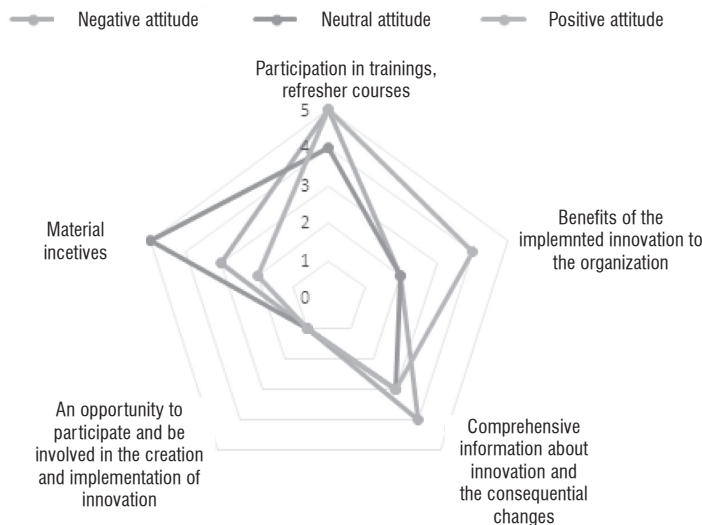 Negative attitude Neutral attitude Positive attitude
Participation in trainings,
refresher courses
5
4
3
2
1
0
Material
incetives
Benefits of the
implemnted innovation to
the organization
An opportunity to
participate and be
involved in the creation
and implementation of
innovation
Comprehensive
information about
innovation and
the consequential
changes